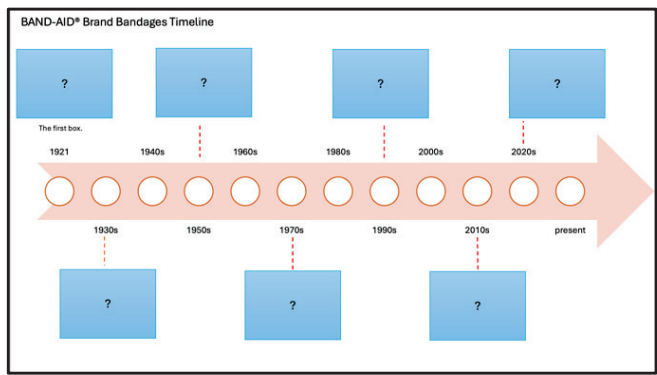 BAND-AID® Brand Bandages Timeline
? ? ? ?
The first box.
1921 1940s 1960s 1980s 2000s 2020s
1930s 1950s 1970s 1990s 2010s present
? ? ?